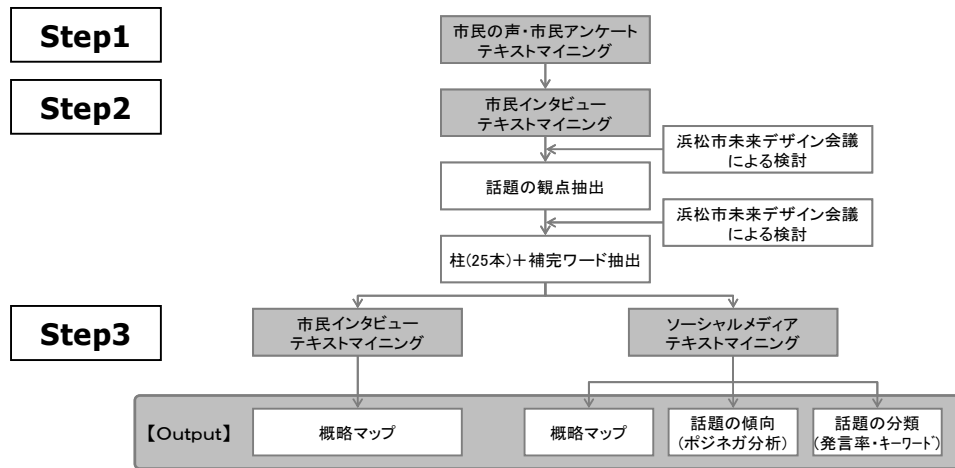 Step1
市民の声・市民アンケート
テキストマイニング
Step2
市民インタビュー
テキストマイニング
浜松市未来デザイン会議
による検討
話題の観点抽出
浜松市未来デザイン会議
による検討
柱(25本)+補完ワード抽出
Step3
市民インタビュー
テキストマイニング
ソーシャルメディア
テキストマイニング
【Output】
概略マップ
概略マップ
話題の傾向
(ポジネガ分析)
話題の分類
(発言率・キーワード)